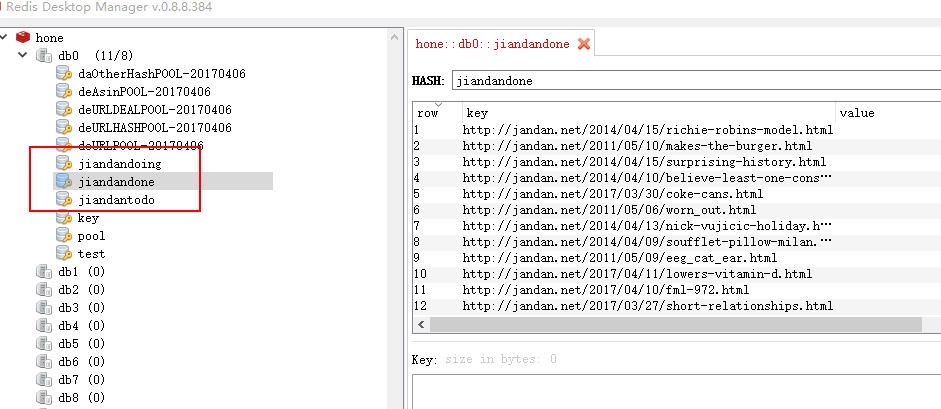 Redis Desktop Manager v.0.8.8.384
hone
db0 (11/8)
daOtherHashPOOL-20170406
deAsinPOOL-20170406
deURLDEALPOOL-20170406
deURLHASHPOOL-20170406
deURLPOOL-20170406
jiandandoing
jiandandone
jiandantodo
key
pool
test
db1 (0)
db2 (0)
db3 (0)
db4 (0)
db5 (0)
db6 (0)
db7 (0)
db8 (0)
hone::db0::jiandandone
HASH: jiandandone
row key value
1 http://jandan.net/2014/04/15/richie-robins-model.html
2 http://jandan.net/2011/05/10/makes-the-burger.html
3 http://jandan.net/2014/04/15/surprising-history.html
4 http://jandan.net/2014/04/10/believe-least-one-cons…
5 http://jandan.net/2017/03/30/coke-cans.html
6 http://jandan.net/2011/05/06/worn_out.html
7 http://jandan.net/2014/04/13/nick-vujicic-holiday.h…
8 http://jandan.net/2014/04/09/soufflet-pillow-milan.…
9 http://jandan.net/2011/05/09/eeg_cat_ear.html
10 http://jandan.net/2017/04/11/lowers-vitamin-d.html
11 http://jandan.net/2017/04/10/fml-972.html
12 http://jandan.net/2017/03/27/short-relationships.html
Key: size in bytes: 0